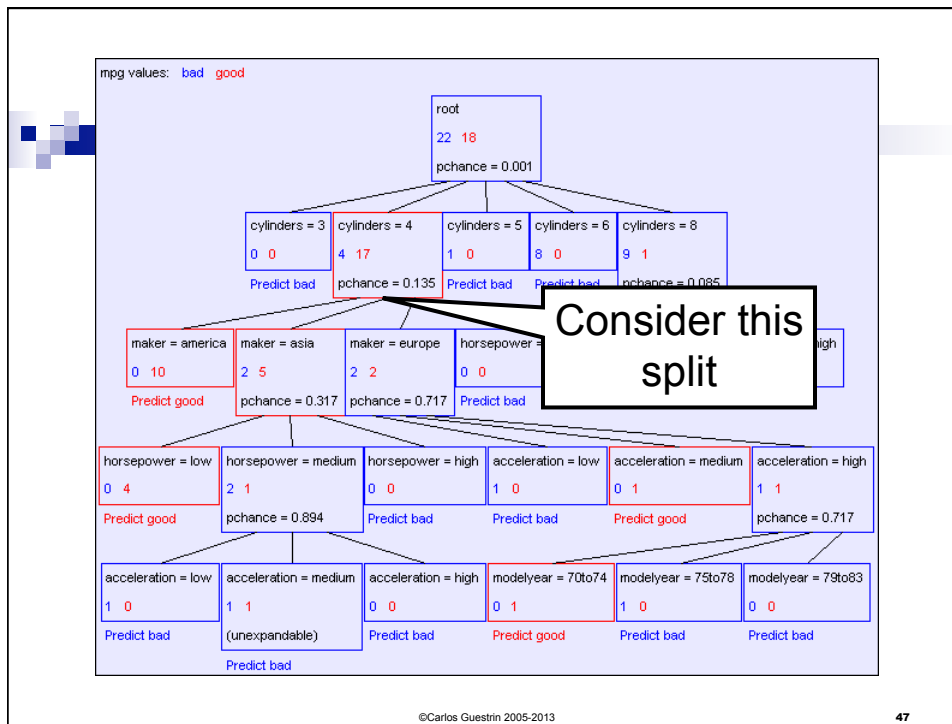 mpg values: bad good
root
22 18
pchance = 0.001
cylinders = 3
0 0
Predict bad
cylinders = 4
4 17
pchance = 0.135
cylinders = 5
1 0
Predict bad
cylinders = 6
8 0
Predict bad
cylinders = 8
9 1
pchance = 0.085
Consider this
split
maker = america
0 10
Predict good
maker = asia
2 5
pchance = 0.317
maker = europe
2 2
pchance = 0.717
horsepower =
0 0
Predict bad
high
horsepower = low
0 4
Predict good
horsepower = medium
2 1
pchance = 0.894
horsepower = high
0 0
Predict bad
acceleration = low
1 0
Predict bad
acceleration = medium
0 1
Predict good
acceleration = high
1 1
pchance = 0.717
acceleration = low
1 0
Predict bad
acceleration = medium
1 1
(unexpandable)
Predict bad
acceleration = high
0 0
Predict bad
modelyear = 70to74
0 1
Predict good
modelyear = 75to78
1 0
Predict bad
modelyear = 79to83
0 0
Predict bad
©Carlos Guestrin 2005-2013
47